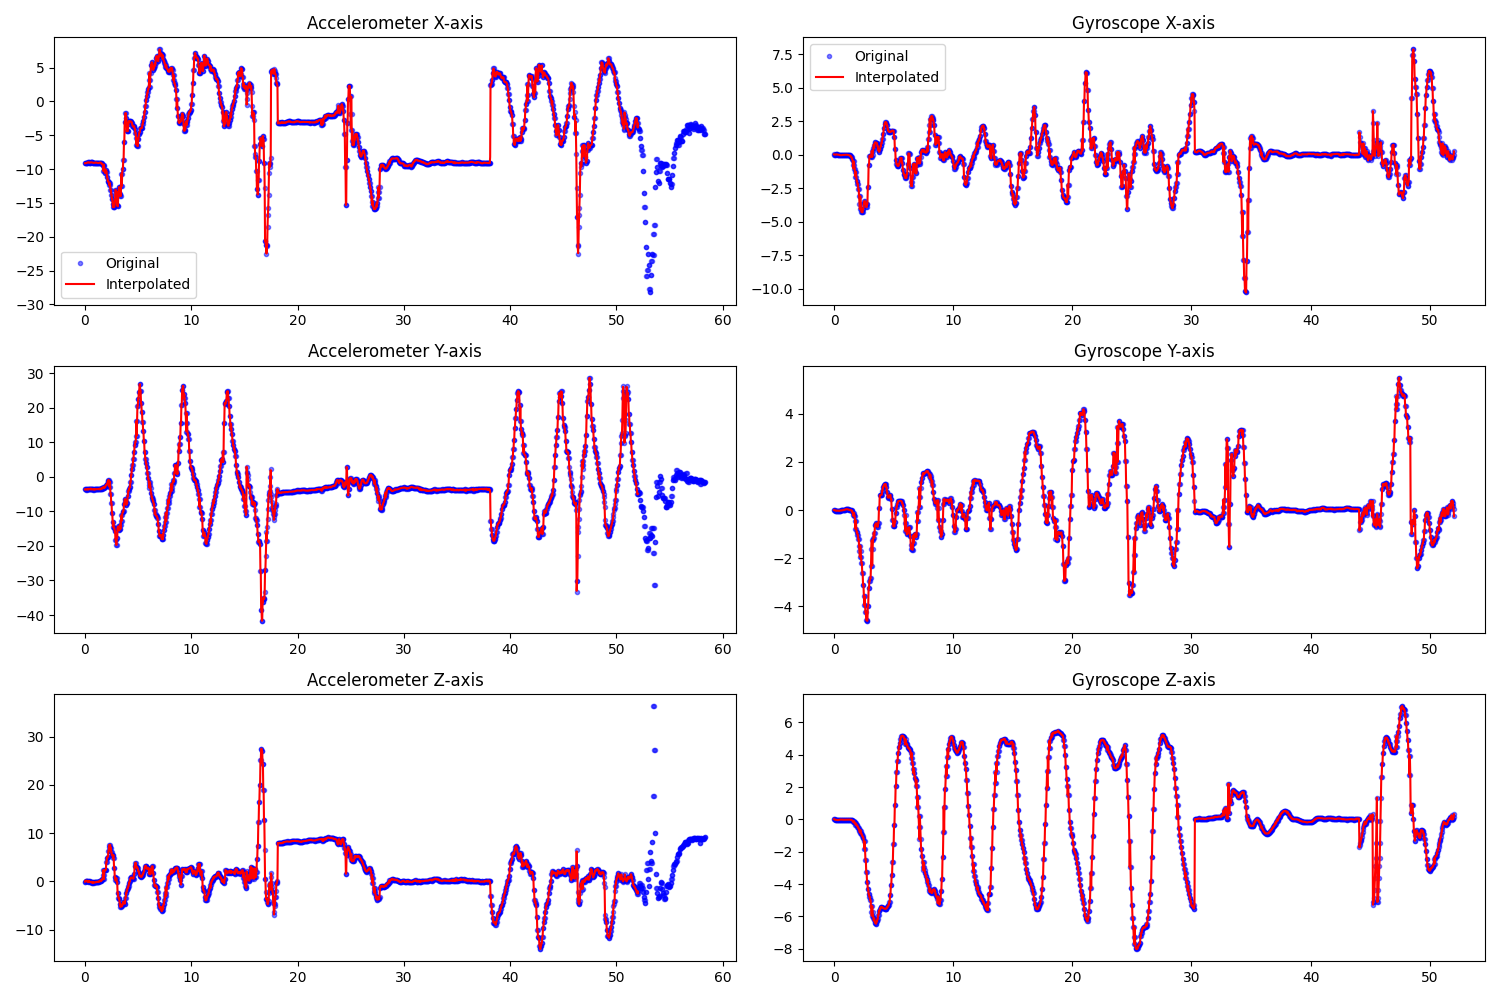 Accelerometer X-axis
5
0
−5
−10
−15
−20
−25
−30
Original
Interpolated
0 10 20 30 40 50 60
Gyroscope X-axis
Original
Interpolated
7.5
5.0
2.5
0.0
−2.5
−5.0
−7.5
−10.0
0 10 20 30 40 50
Accelerometer Y-axis
30
20
10
0
−10
−20
−30
−40
0 10 20 30 40 50 60
Gyroscope Y-axis
4
2
0
−2
−4
0 10 20 30 40 50
Accelerometer Z-axis
30
20
10
0
−10
0 10 20 30 40 50 60
Gyroscope Z-axis
6
4
2
0
−2
−4
−6
−8
0 10 20 30 40 50